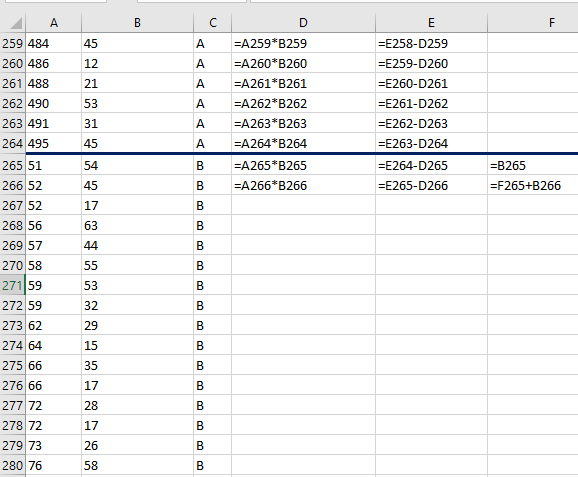 A B C D E F
259 484 45 A =A259*B259 =E258-D259
260 486 12 A =A260*B260 =E259-D260
261 488 21 A =A261*B261 =E260-D261
262 490 53 A =A262*B262 =E261-D262
263 491 31 A =A263*B263 =E262-D263
264 495 45 A =A264*B264 =E263-D264
265 51 54 B =A265*B265 =E264-D265 =B265
266 52 45 B =A266*B266 =E265-D266 =F265+B266
267 52 17 B
268 56 63 B
269 57 44 B
270 58 55 B
271 59 53 B
272 59 32 B
273 62 29 B
274 64 15 B
275 66 35 B
276 66 17 B
277 72 28 B
278 72 17 B
279 73 26 B
280 76 58 B